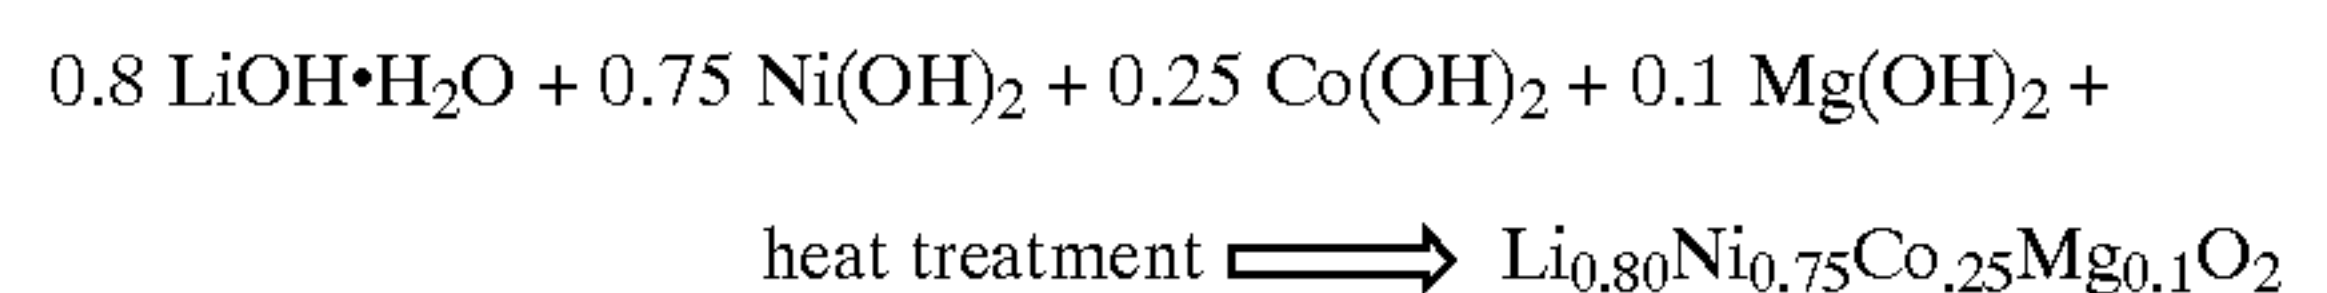 0.8 LiOH•H₂O + 0.75 Ni(OH)₂ + 0.25 Co(OH)₂ + 0.1 Mg(OH)₂ +
heat treatment ⟹ Li₀.₈₀Ni₀.₇₅Co.₂₅Mg₀.₁O₂